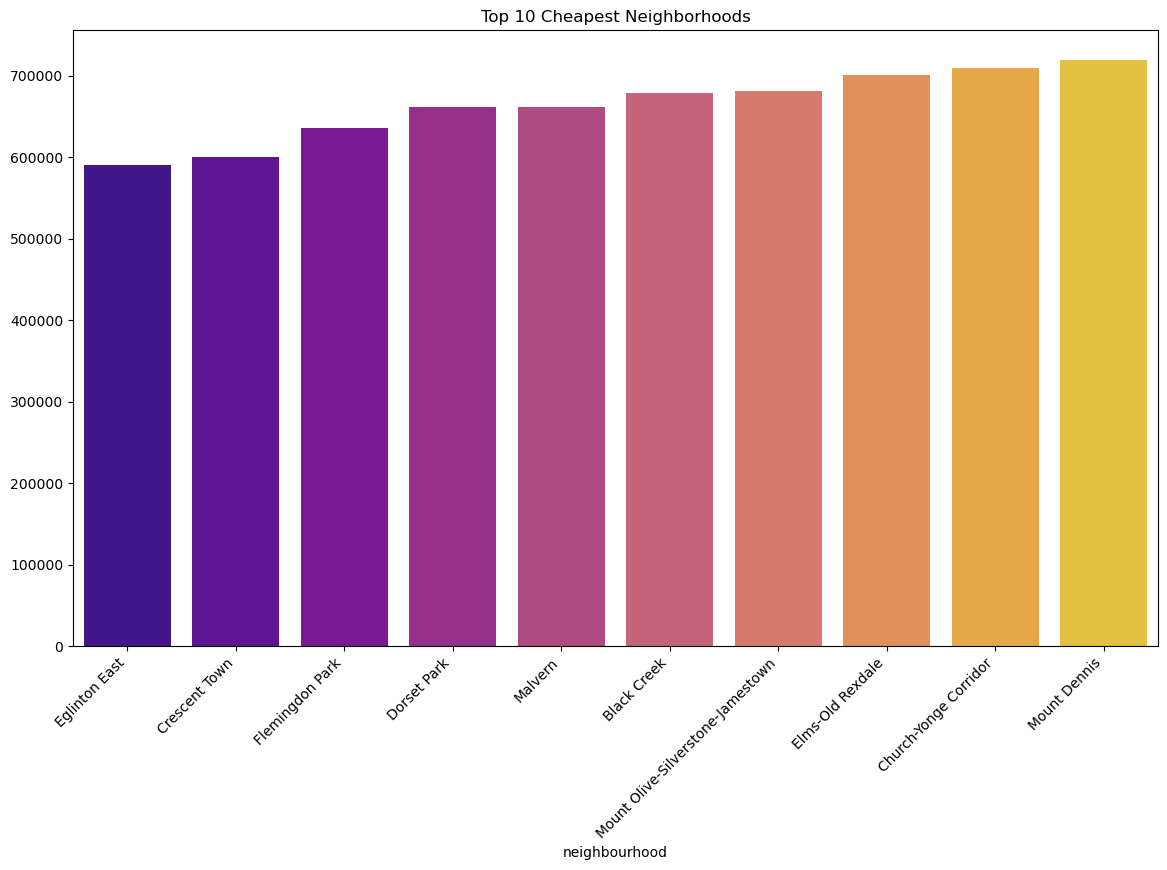 Top 10 Cheapest Neighborhoods
700000
600000
500000
400000
300000
200000
100000
0
Eglinton East
Crescent Town
Flemingdon Park
Dorset Park
Malvern
Black Creek
Mount Olive-Silverstone-Jamestown
Elms-Old Rexdale
Church-Yonge Corridor
Mount Dennis
neighbourhood